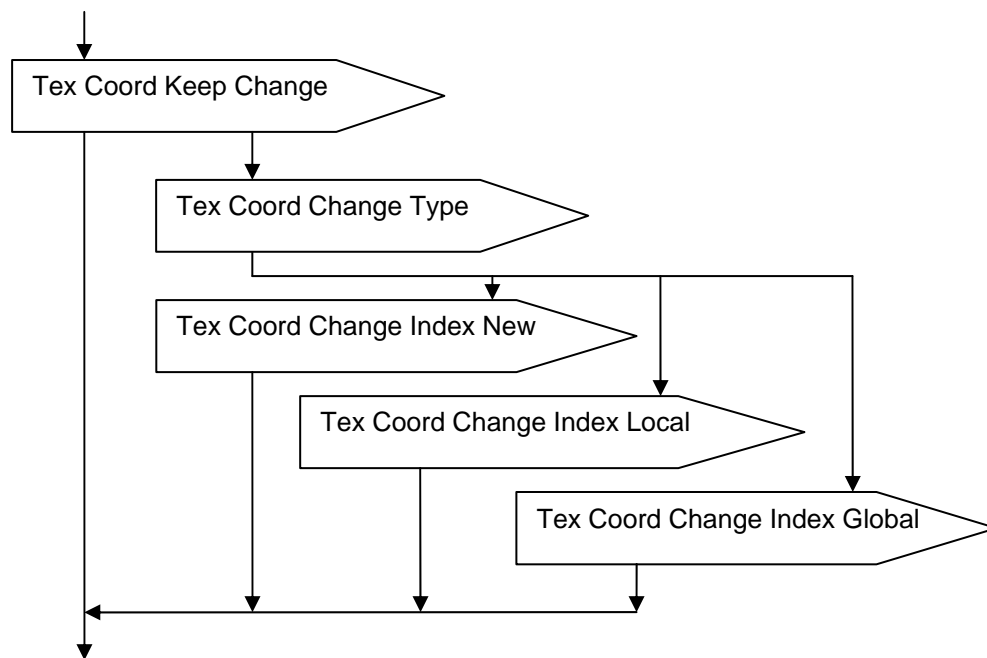 Tex Coord Keep Change
Tex Coord Change Type
Tex Coord Change Index New
Tex Coord Change Index Local
Tex Coord Change Index Global